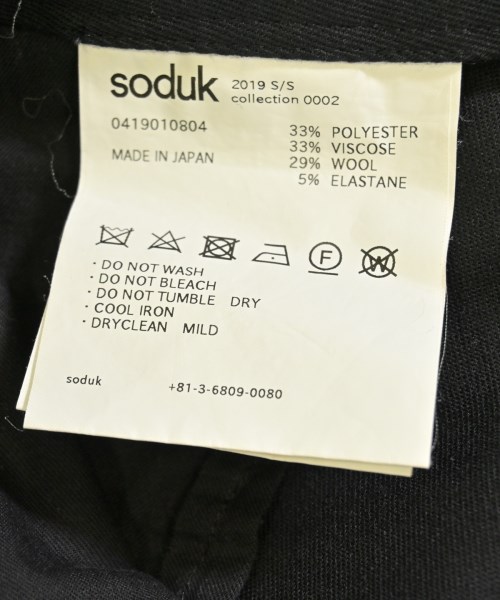 soduk 2019 S/S
collection 0002
0419010804
33% POLYESTER
33% VISCOSE
MADE IN JAPAN
29% WOOL
5% ELASTANE
F W
· DO NOT WASH
· DO NOT BLEACH
· DO NOT TUMBLE DRY
· COOL IRON
· DRYCLEAN MILD
soduk +81-3-6809-0080